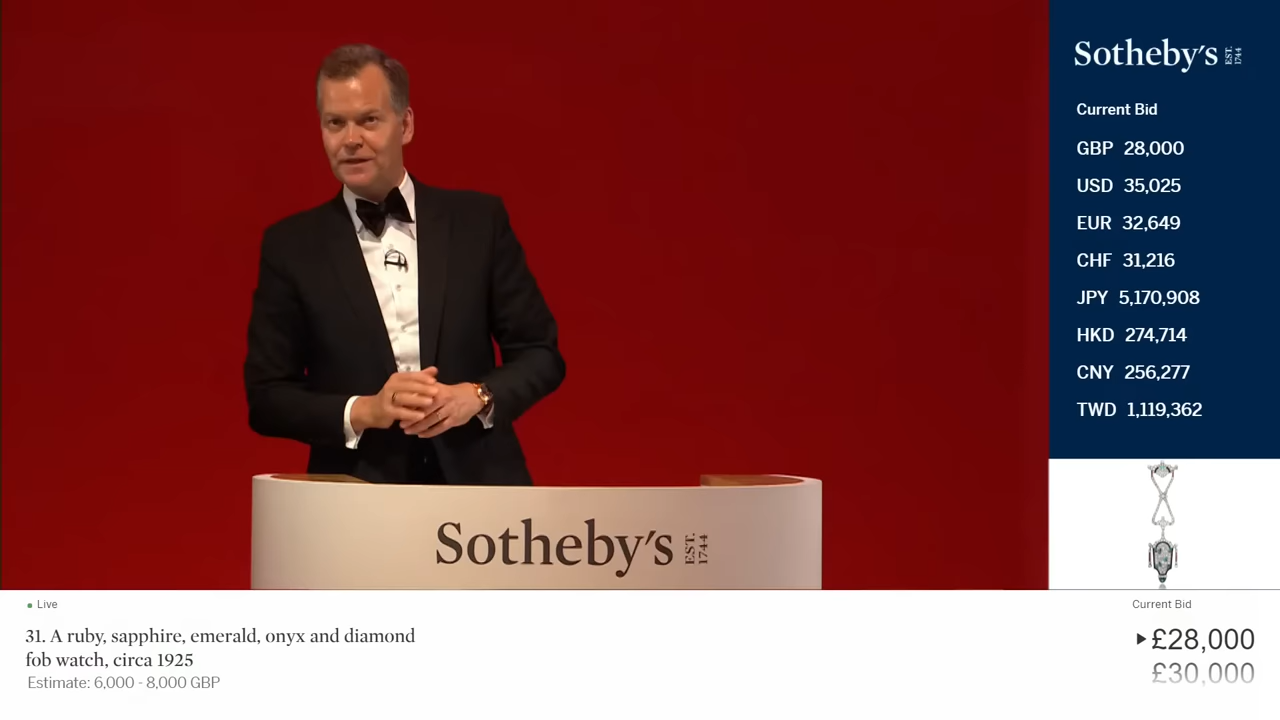 Sotheby's EST. 1744
Current Bid
GBP 28,000
USD 35,025
EUR 32,649
CHF 31,216
JPY 5,170,908
HKD 274,714
CNY 256,277
TWD 1,119,362
Sotheby's EST. 1744
Live
31. A ruby, sapphire, emerald, onyx and diamond
fob watch, circa 1925
Estimate: 6,000 - 8,000 GBP
Current Bid
£28,000
£30,000